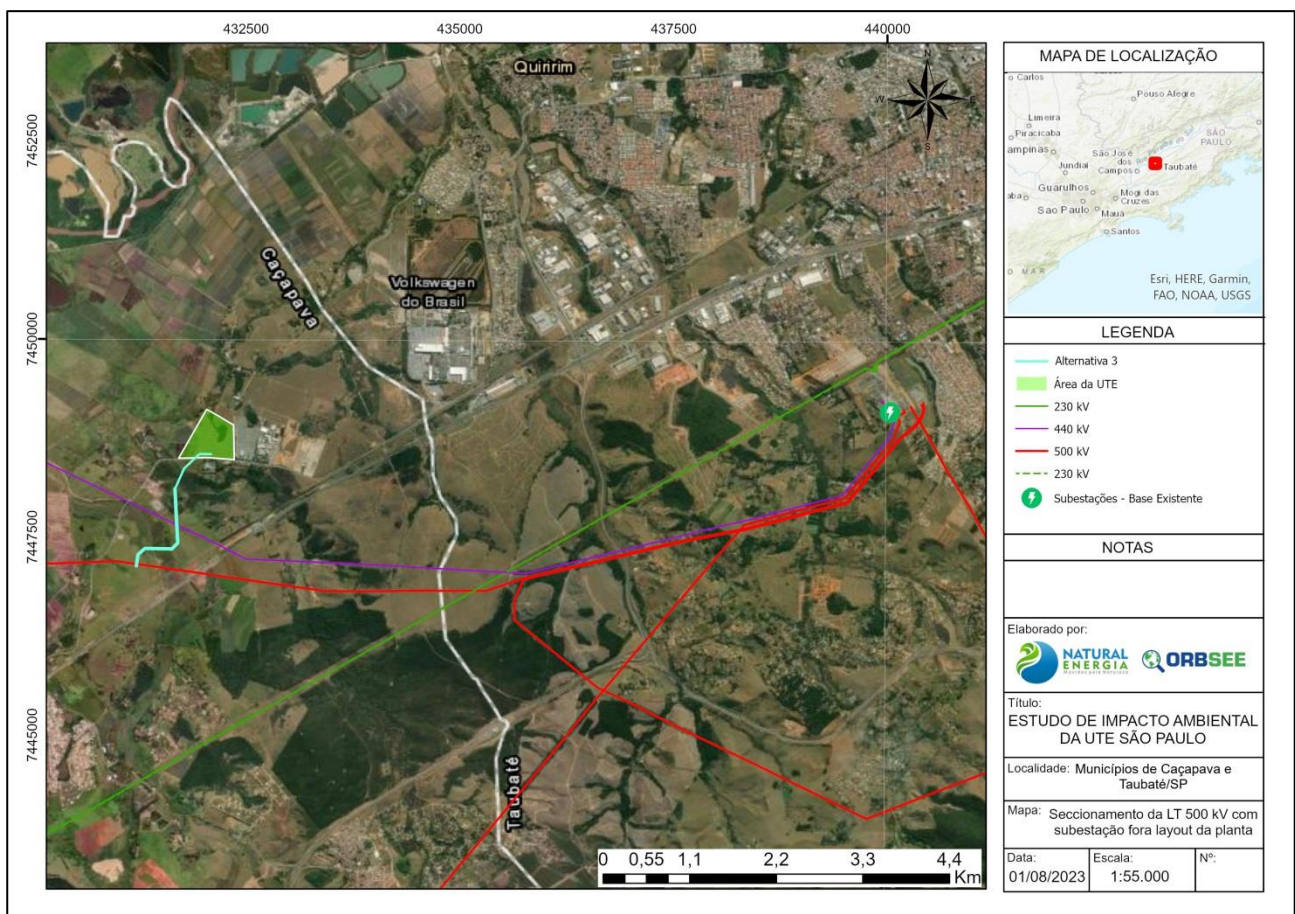 432500
435000
437500
440000
7452500
7450000
7447500
7445000
Quiririm
N
W
E
S
Caçapava
Volkswagen
do Brasil
Taubaté
0 0,55 1,1 2,2 3,3 4,4
Km
MAPA DE LOCALIZAÇÃO
Carlos
Pouso Alegre
Limeira
Piracicaba
ampinas
São José
dos
Campos
SÃO
PAULO
Jundiaí
Taubaté
Guarulhos
Mogi das
Cruzes
aba
Sao Paulo
Mauá
Santos
MAR
Esri, HERE, Garmin,
FAO, NOAA, USGS
LEGENDA
Alternativa 3
Área da UTE
230 kV
440 kV
500 kV
230 kV
Subestações - Base Existente
NOTAS
Elaborado por:
NATURAL
ENERGIA
Movidos pela Natureza
ORBSEE
Título:
ESTUDO DE IMPACTO AMBIENTAL
DA UTE SÃO PAULO
Localidade: Municípios de Caçapava e
Taubaté/SP
Mapa: Seccionamento da LT 500 kV com
subestação fora layout da planta
Data:
01/08/2023
Escala:
1:55.000
Nº: